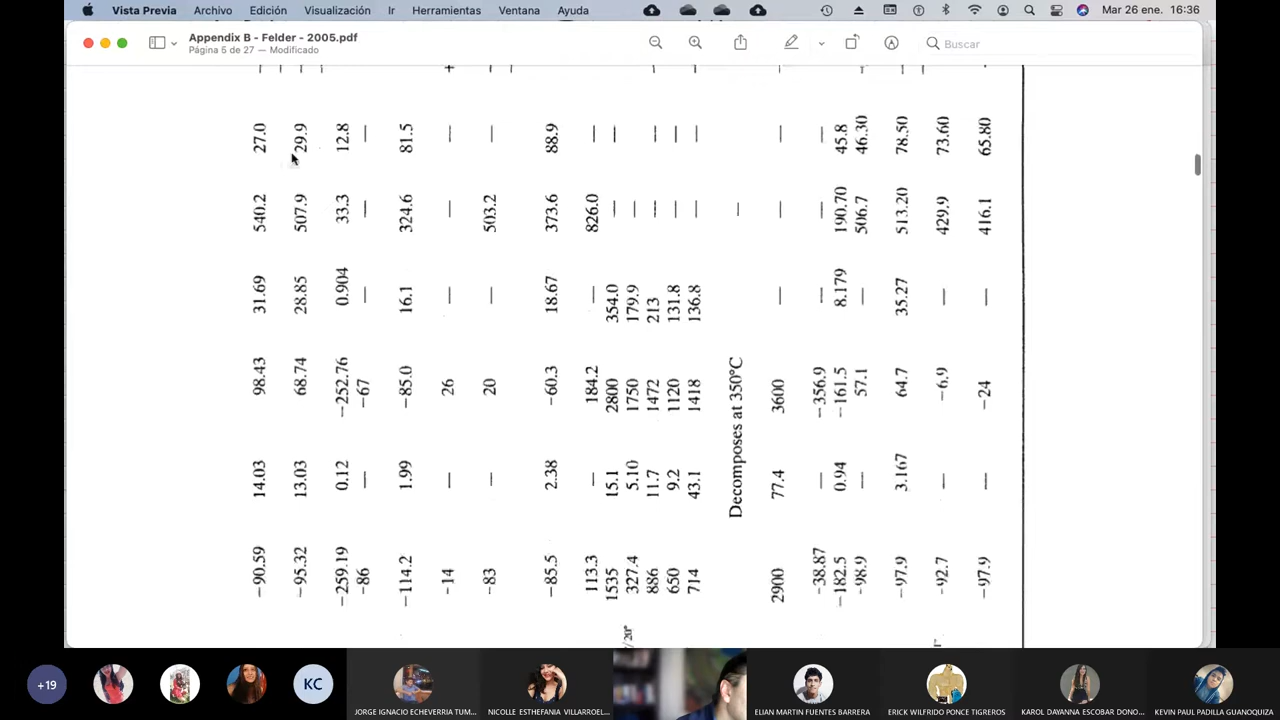 Vista Previa Archivo Edición Visualización Ir Herramientas Ventana Ayuda Mar 26 ene. 16:36
Appendix B - Felder - 2005.pdf
Página 6 de 27 — Modificado
Buscar
27.0 29.9 12.8 — 81.5 — — 88.9 — — — — — — — 45.8 46.30 78.50 73.60 65.80
540.2 507.9 33.3 — 324.6 — 503.2 373.6 826.0 — — — — — — — — 190.70 506.7 513.20 429.9 416.1
31.69 28.85 0.904 — 16.1 — — 18.67 — 354.0 179.9 213 131.8 136.8 — — 8.179 — 35.27 — —
98.43 68.74 −252.76 −67 −85.0 26 20 −60.3 184.2 2800 1750 1472 1120 1418 Decomposes at 350°C 3600 −356.9 −161.5 57.1 64.7 −6.9 −24
14.03 13.03 0.12 — 1.99 — — 2.38 — 15.1 5.10 11.7 9.2 43.1 77.4 — 0.94 — 3.167 — —
−90.59 −95.32 −259.19 −86 −114.2 -14 −83 −85.5 113.3 1535 327.4 886 650 714 2900 -38.87 −182.5 -98.9 −97.9 -92.7 −97.9
/20°
+19
KC
JORGE IGNACIO ECHEVERRIA TUM...
NICOLLE ESTHEFANIA VILLARROEL...
ELIAN MARTIN FUENTES BARRERA
ERICK WILFRIDO PONCE TIGREROS
KAROL DAYANNA ESCOBAR DONO...
KEVIN PAUL PADILLA GUANOQUIZA